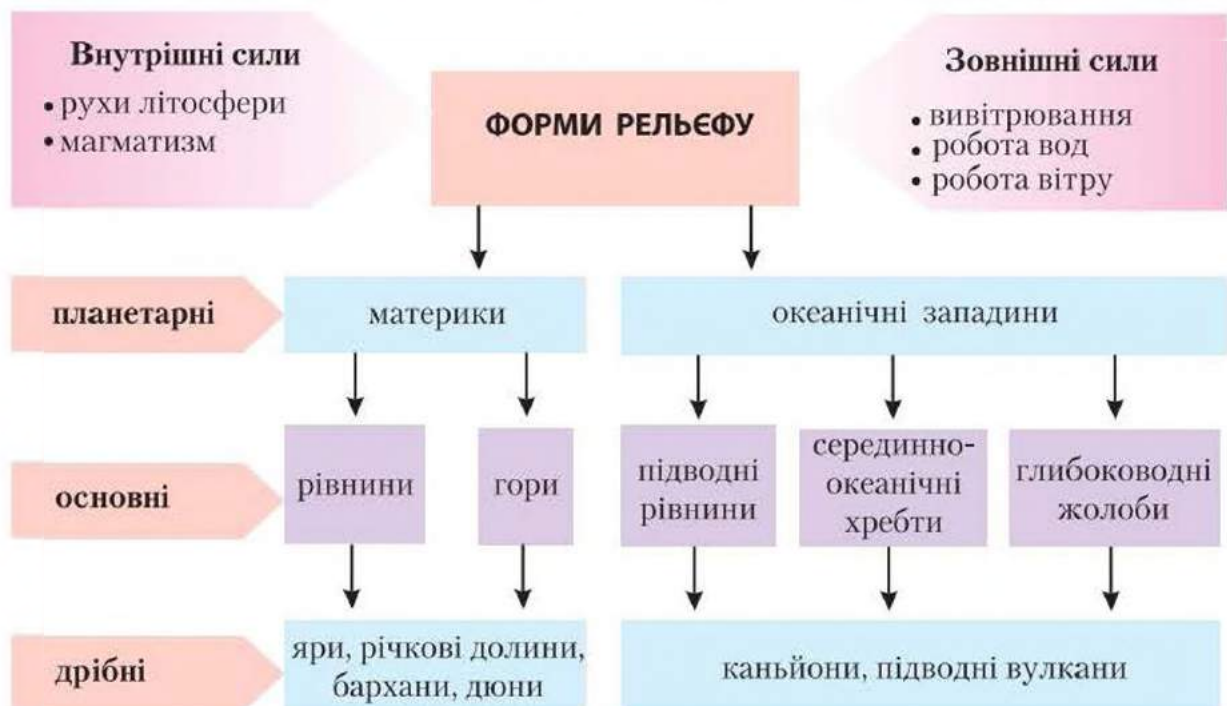 Внутрішні сили
• рухи літосфери
• магматизм
ФОРМИ РЕЛЬЄФУ
Зовнішні сили
• вивітрювання
• робота вод
• робота вітру
планетарні
материки
океанічні западини
основні
рівнини
гори
підводні
рівнини
серединно-
океанічні
хребти
глибоководні
жолоби
дрібні
яри, річкові долини,
бархани, дюни
каньйони, підводні вулкани